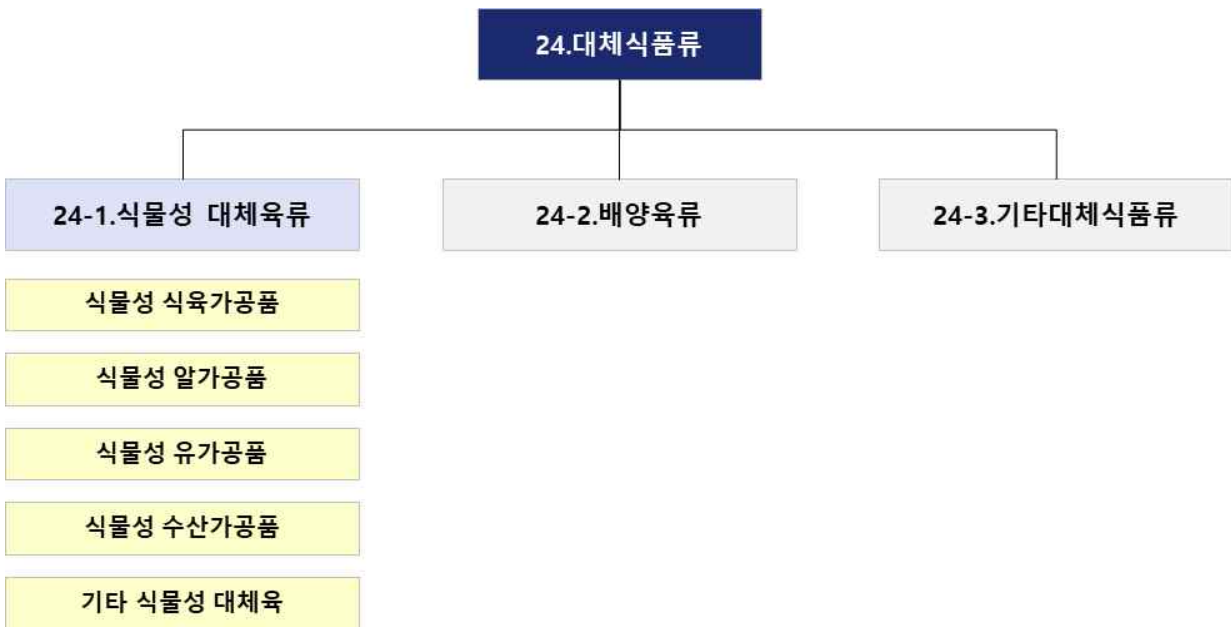 24.대체식품류
24-1.식물성 대체육류
24-2.배양육류
24-3.기타대체식품류
식물성 식육가공품
식물성 알가공품
식물성 유가공품
식물성 수산가공품
기타 식물성 대체육